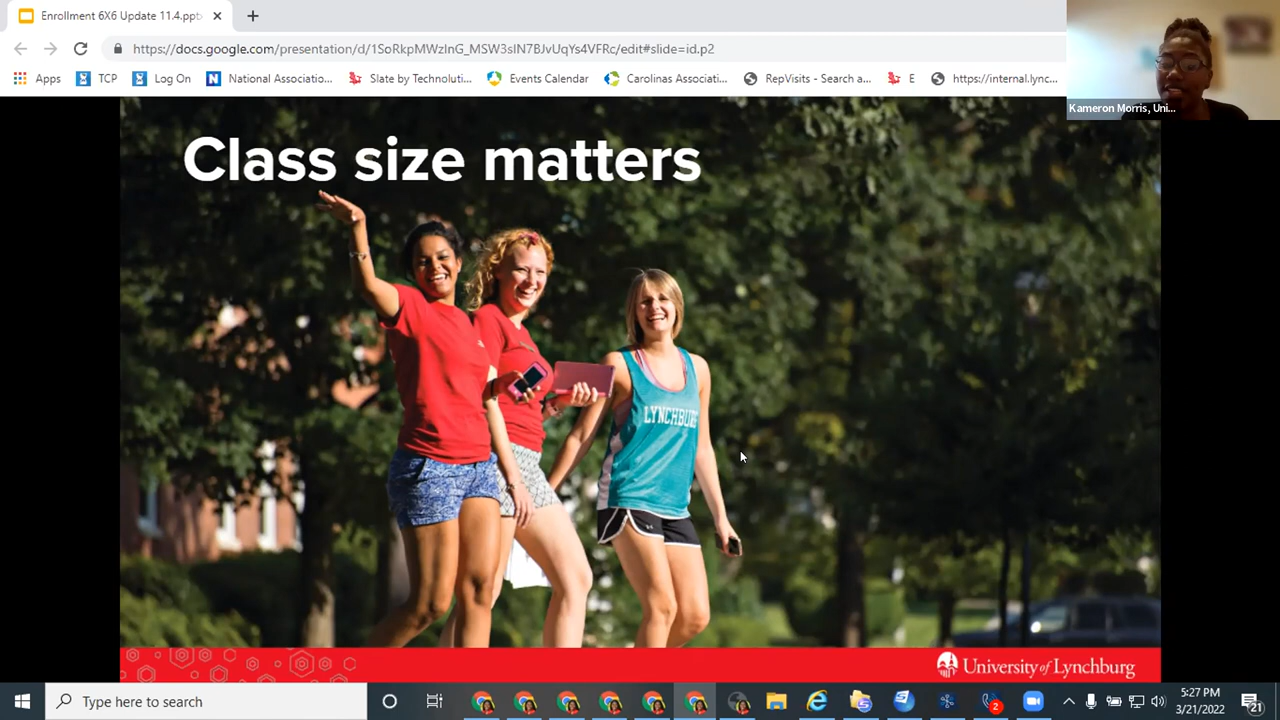 Enrollment 6X6 Update 11.4.ppt
https://docs.google.com/presentation/d/1SoRkpMWzlnG_MSW3sIN7BJvUqYs4VFRc/edit#slide=id.p2
Apps TCP Log On National Associatio... Slate by Technoluti... Events Calendar Carolinas Associati... RepVisits - Search a... E https://internal.lync...
Kameron Morris, Uni...
Class size matters
LYNCHBURG
University of Lynchburg
Type here to search
2
5:27 PM
3/21/2022
21